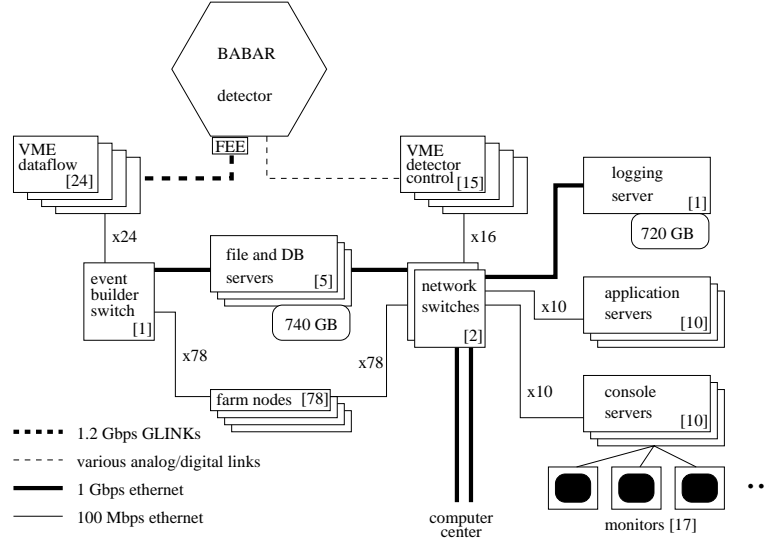 BABAR
detector
FEE
VME
dataflow
[24]
VME
detector
control
[15]
logging
server
[1]
720 GB
x24
x16
event
builder
switch
[1]
file and DB
servers
[5]
740 GB
network
switches
[2]
x10
application
servers
[10]
x78
x78
x10
farm nodes [78]
console
servers
[10]
1.2 Gbps GLINKs
various analog/digital links
1 Gbps ethernet
100 Mbps ethernet
computer
center
monitors [17]